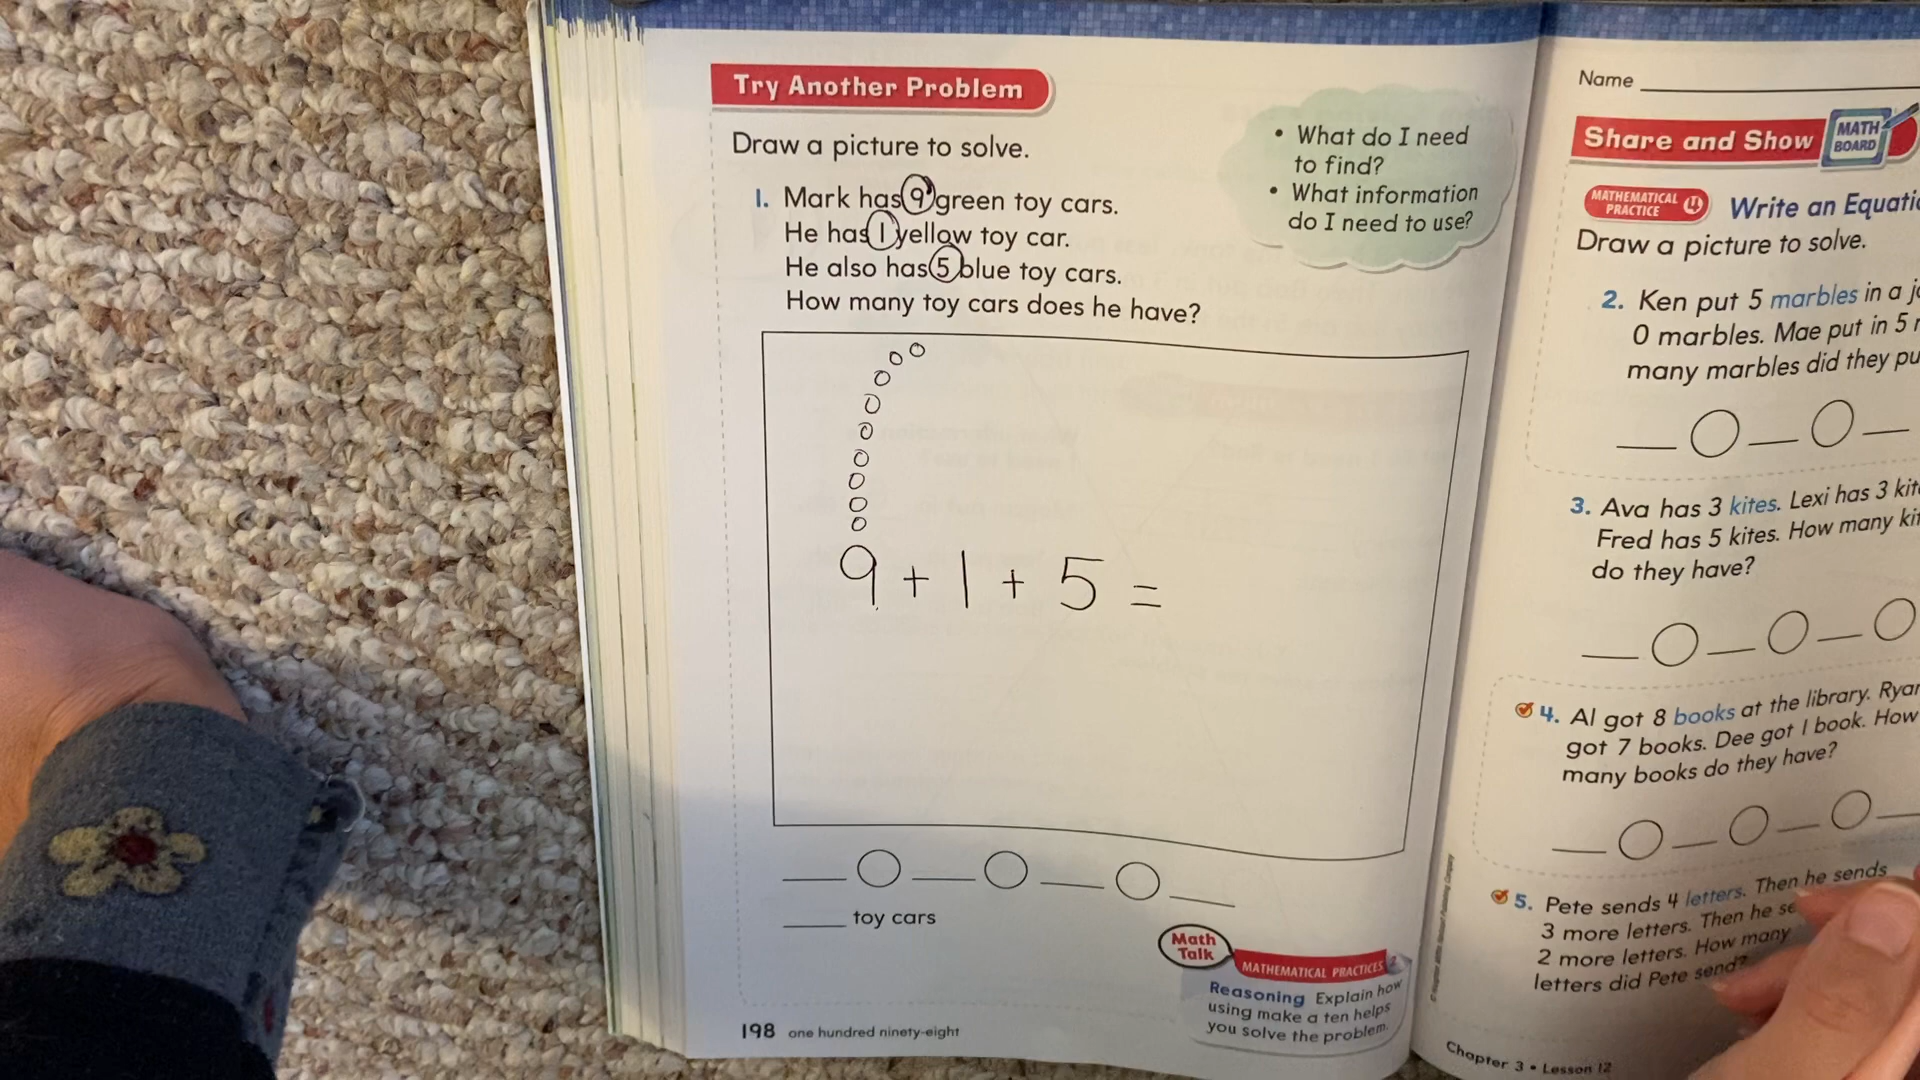 Try Another Problem
Draw a picture to solve.
1. Mark has 9 green toy cars.
He has 1 yellow toy car.
He also has 5 blue toy cars.
How many toy cars does he have?
• What do I need
to find?
• What information
do I need to use?
9 + 1 + 5 =
toy cars
Math
Talk
MATHEMATICAL PRACTICES 2
Reasoning Explain how
using make a ten helps
you solve the problem.
198 one hundred ninety-eight
Name
Share and Show
MATH
BOARD
MATHEMATICAL
PRACTICE 4
Write an
Draw a picture to solve.
2. Ken put 5 marbles in a
0 marbles. Mae put in 5
many marbles did they
3. Ava has 3 kites. Lexi has 3
Fred has 5 kites. How many
do they have?
4. Al got 8 books at the library.
got 7 books. Dee got 1 book. How
many books do they have?
5. Pete sends 4 letters. Then he sends
3 more letters. Then he
2 more letters. How many
letters did Pete send?
Chapter 3 • Lesson 12